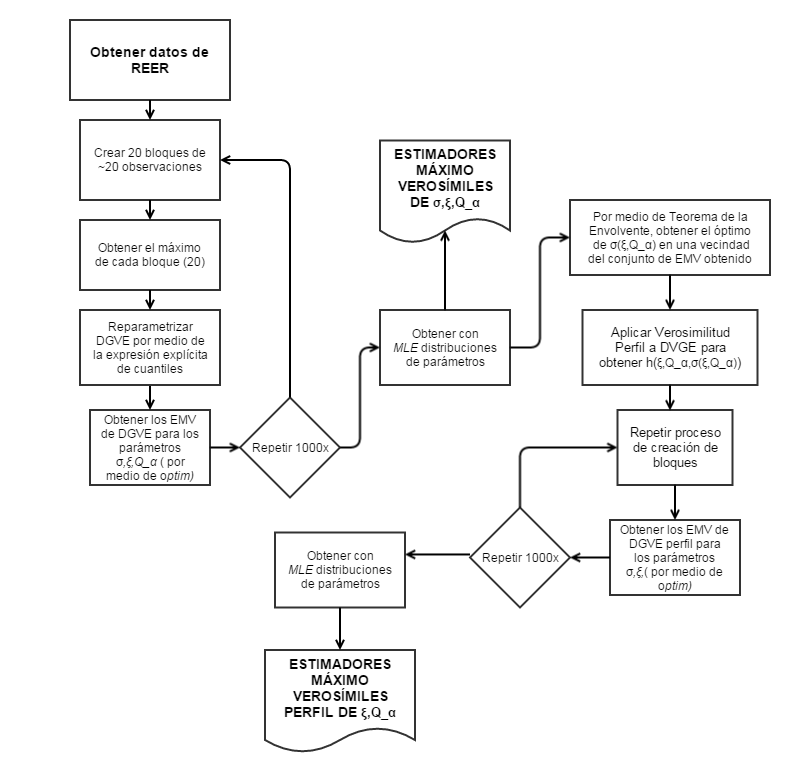 Obtener datos de
REER
Crear 20 bloques de
~20 observaciones
Obtener el máximo
de cada bloque (20)
Reparametrizar
DGVE por medio de
la expresión explícita
de cuantiles
Obtener los EMV
de DGVE para los
parámetros
σ,ξ,Q_α ( por
medio de optim)
Repetir 1000x
ESTIMADORES
MÁXIMO
VEROSÍMILES
DE σ,ξ,Q_α
Obtener con
MLE distribuciones
de parámetros
Por medio de Teorema de la
Envolvente, obtener el óptimo
de σ(ξ,Q_α) en una vecindad
del conjunto de EMV obtenido
Aplicar Verosimilitud
Perfil a DVGE para
obtener h(ξ,Q_α,σ(ξ,Q_α))
Repetir proceso
de creación de
bloques
Obtener los EMV de
DGVE perfil para
los parámetros
σ,ξ,( por medio de
optim)
Repetir 1000x
Obtener con
MLE distribuciones
de parámetros
ESTIMADORES
MÁXIMO
VEROSÍMILES
PERFIL DE ξ,Q_α